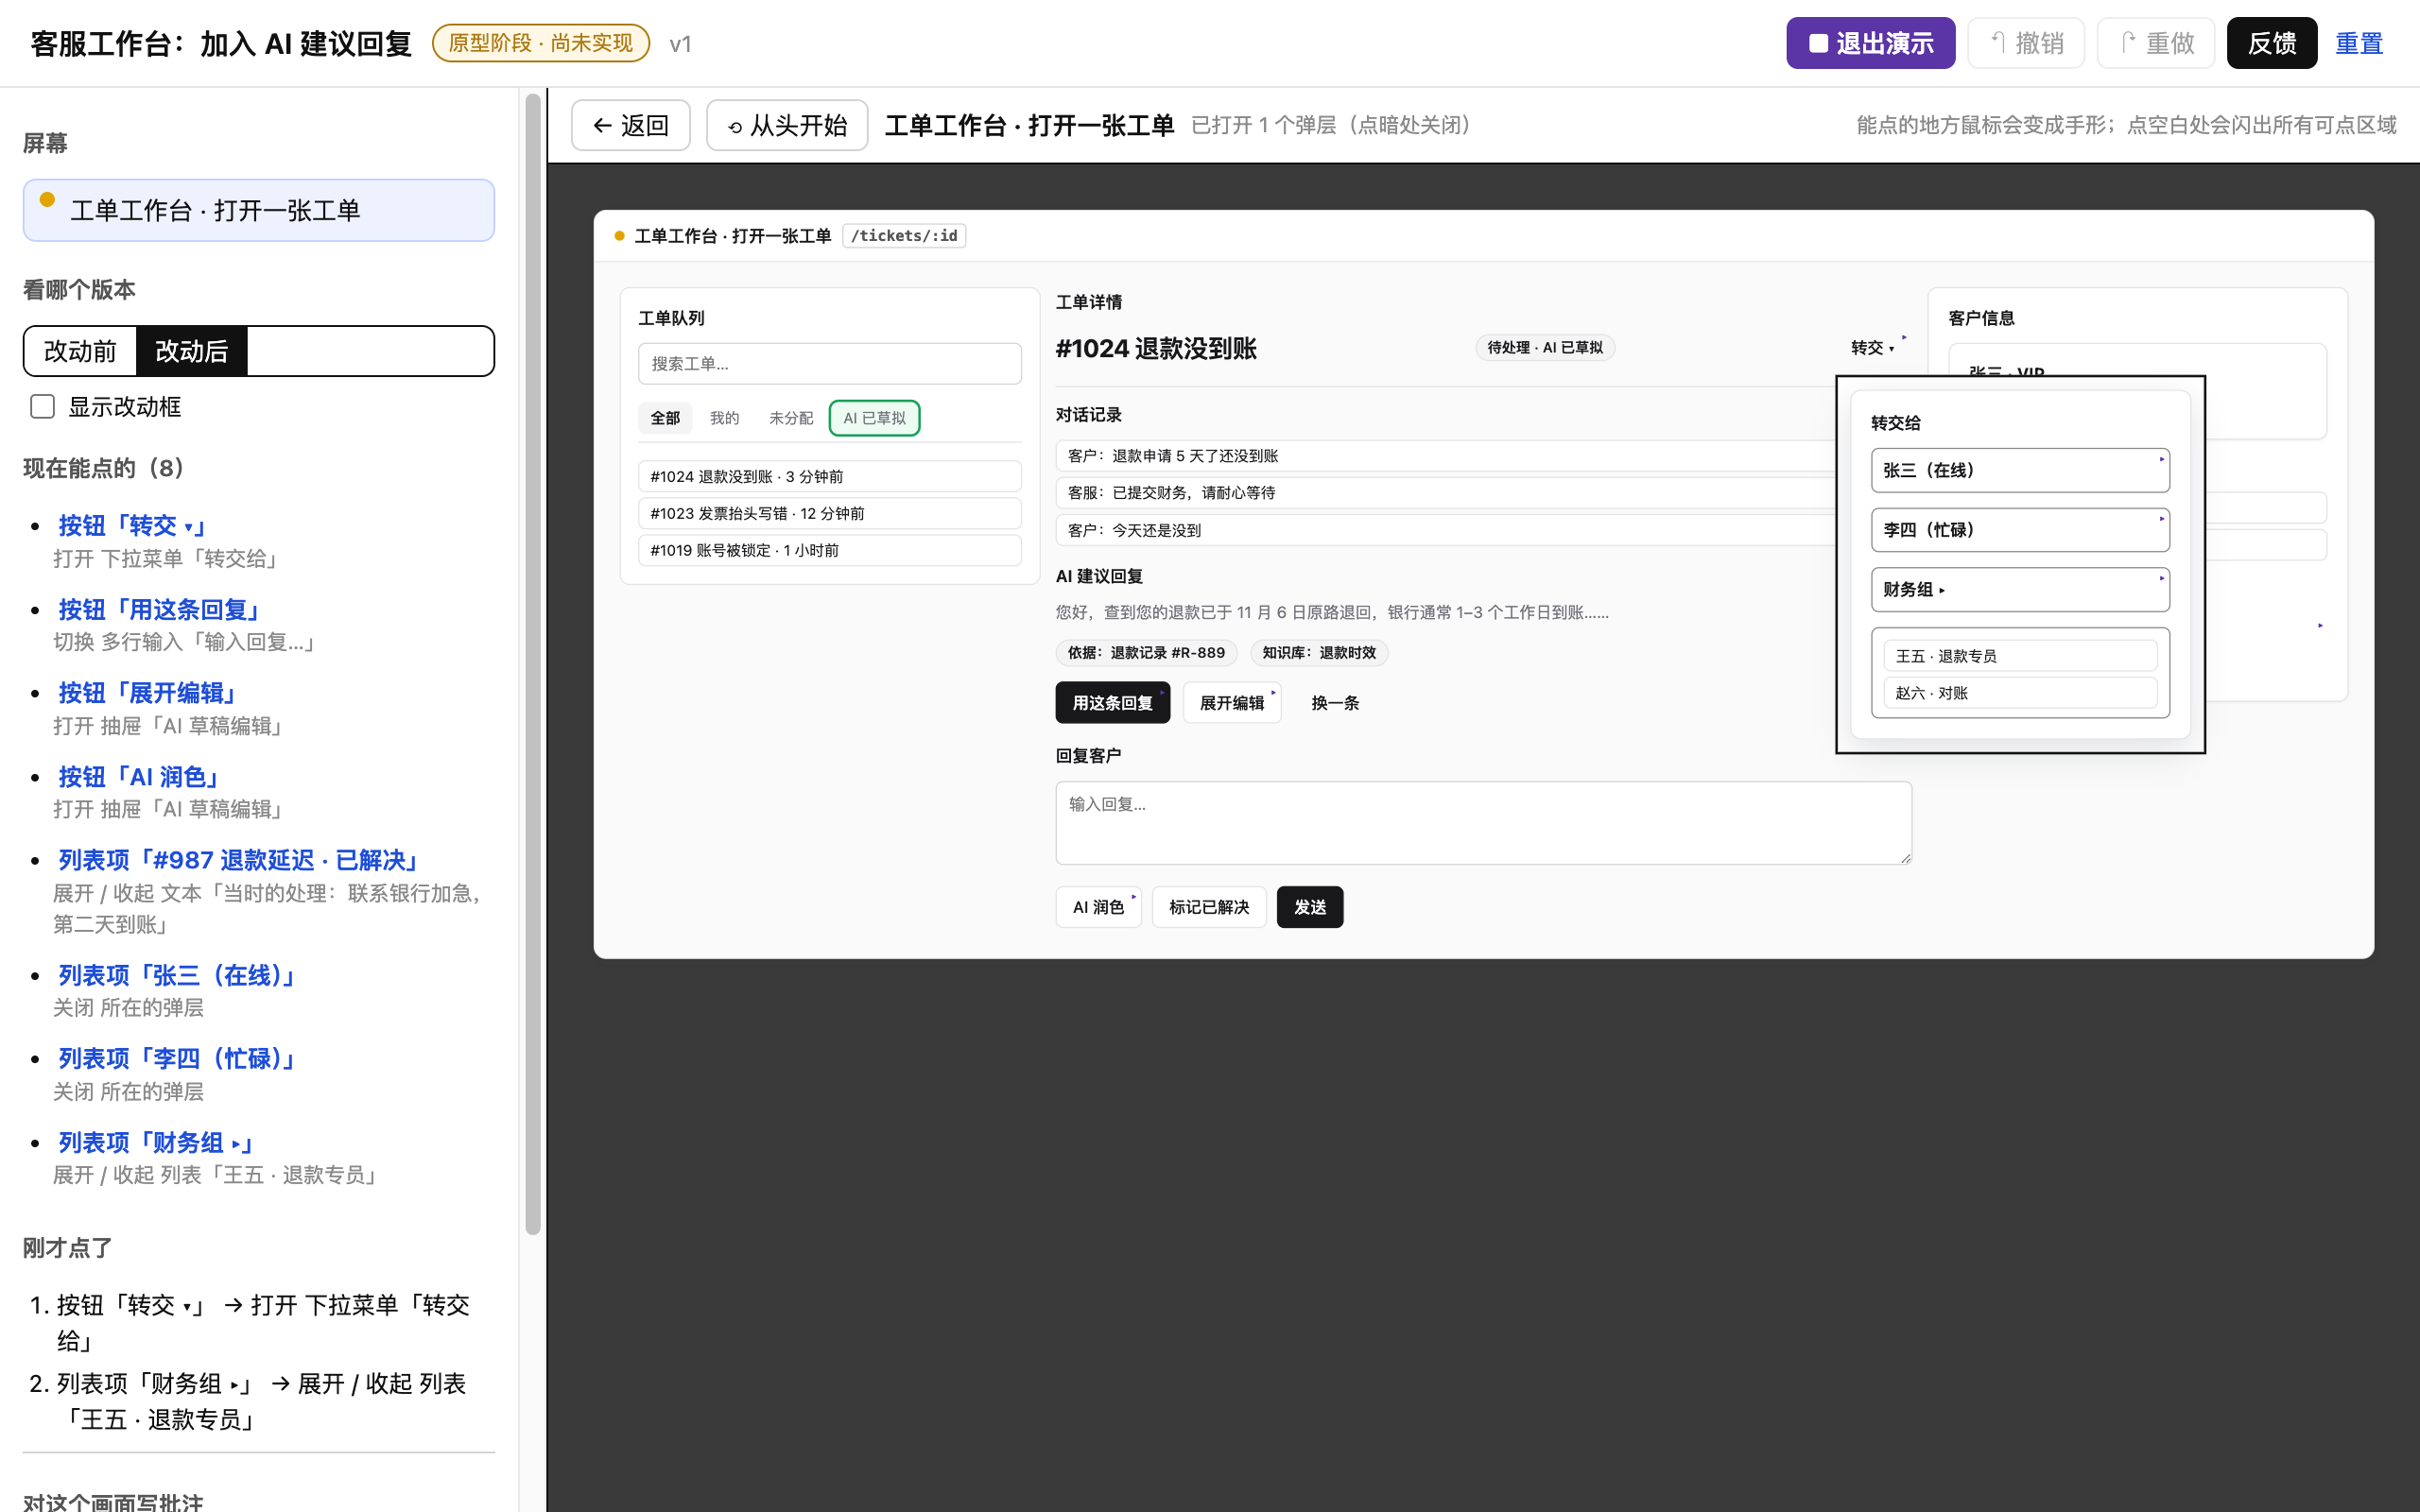 客服工作台：加入 AI 建议回复
原型阶段 · 尚未实现
v1
退出演示
撤销
重做
反馈
重置
屏幕
工单工作台 · 打开一张工单
看哪个版本
改动前
改动后
显示改动框
现在能点的（8）
按钮「转交 ▾」
打开 下拉菜单「转交给」
按钮「用这条回复」
切换 多行输入「输入回复…」
按钮「展开编辑」
打开 抽屉「AI 草稿编辑」
按钮「AI 润色」
打开 抽屉「AI 草稿编辑」
列表项「#987 退款延迟 · 已解决」
展开 / 收起 文本「当时的处理：联系银行加急，
第二天到账」
列表项「张三（在线）」
关闭 所在的弹层
列表项「李四（忙碌）」
关闭 所在的弹层
列表项「财务组 ▸」
展开 / 收起 列表「王五 · 退款专员」
刚才点了
1. 按钮「转交 ▾」 → 打开 下拉菜单「转交
给」
2. 列表项「财务组 ▸」 → 展开 / 收起 列表
「王五 · 退款专员」
对这个画面写批注
← 返回
⟲ 从头开始
工单工作台 · 打开一张工单
已打开 1 个弹层（点暗处关闭）
能点的地方鼠标会变成手形；点空白处会闪出所有可点区域
工单工作台 · 打开一张工单
/tickets/:id
工单队列
搜索工单…
全部
我的
未分配
AI 已草拟
#1024 退款没到账 · 3 分钟前
#1023 发票抬头写错 · 12 分钟前
#1019 账号被锁定 · 1 小时前
工单详情
#1024 退款没到账
待处理 · AI 已草拟
转交 ▾
对话记录
客户：退款申请 5 天了还没到账
客服：已提交财务，请耐心等待
客户：今天还是没到
AI 建议回复
您好，查到您的退款已于 11 月 6 日原路退回，银行通常 1–3 个工作日到账……
依据：退款记录 #R-889
知识库：退款时效
用这条回复
展开编辑
换一条
回复客户
输入回复…
AI 润色
标记已解决
发送
客户信息
张三 · VIP
转交给
张三（在线）
李四（忙碌）
财务组 ▸
王五 · 退款专员
赵六 · 对账